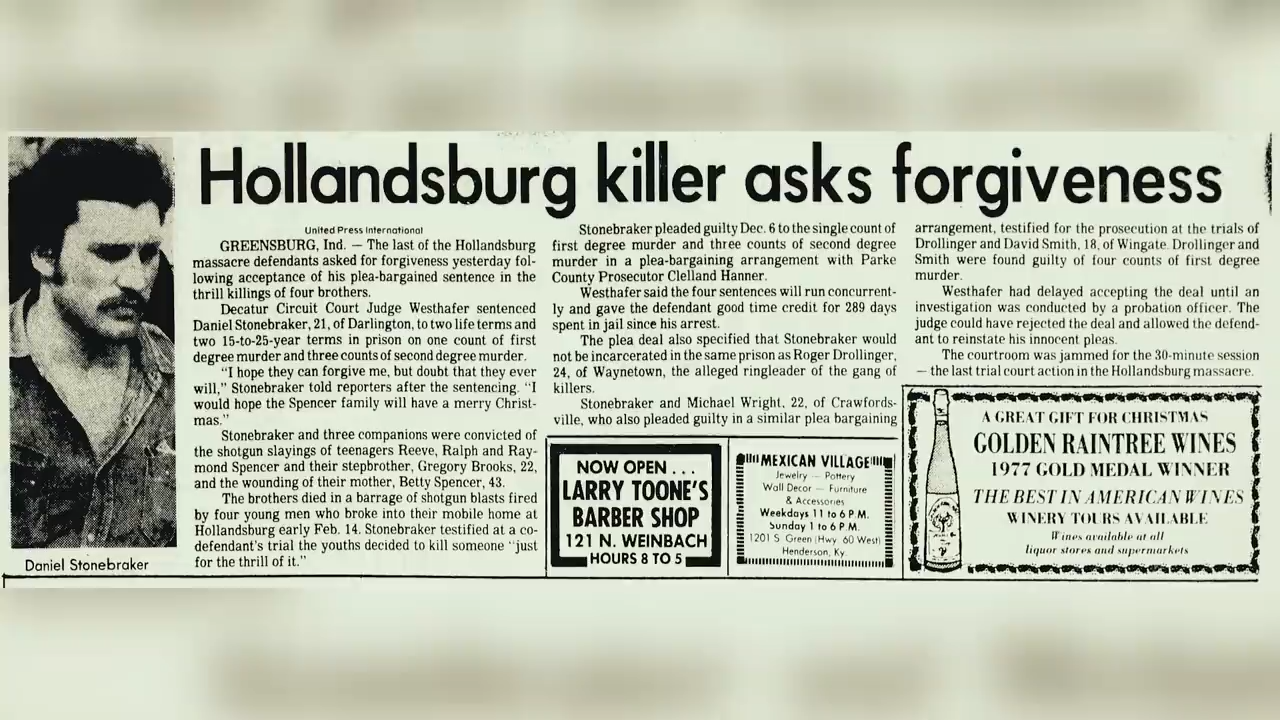 Hollandsburg killer asks forgiveness
United Press International
GREENSBURG, Ind. — The last of the Hollandsburg
massacre defendants asked for forgiveness yesterday fol-
lowing acceptance of his plea-bargained sentence in the
thrill killings of four brothers.
Decatur Circuit Court Judge Westhafer sentenced
Daniel Stonebraker, 21, of Darlington, to two life terms and
two 15-to-25-year terms in prison on one count of first
degree murder and three counts of second degree murder.
"I hope they can forgive me, but doubt that they ever
will," Stonebraker told reporters after the sentencing. "I
would hope the Spencer family will have a merry Christ-
mas."
Stonebraker and three companions were convicted of
the shotgun slayings of teenagers Reeve, Ralph and Ray-
mond Spencer and their stepbrother, Gregory Brooks, 22,
and the wounding of their mother, Betty Spencer, 43.
The brothers died in a barrage of shotgun blasts fired
by four young men who broke into their mobile home at
Hollandsburg early Feb. 14. Stonebraker testified at a co-
defendant's trial the youths decided to kill someone "just
for the thrill of it."
Daniel Stonebraker
Stonebraker pleaded guilty Dec. 6 to the single count of
first degree murder and three counts of second degree
murder in a plea-bargaining arrangement with Parke
County Prosecutor Clelland Hanner.
Westhafer said the four sentences will run concurrent-
ly and gave the defendant good time credit for 289 days
spent in jail since his arrest.
The plea deal also specified that Stonebraker would
not be incarcerated in the same prison as Roger Drollinger,
24, of Waynetown, the alleged ringleader of the gang of
killers.
Stonebraker and Michael Wright, 22, of Crawfords-
ville, who also pleaded guilty in a similar plea bargaining
arrangement, testified for the prosecution at the trials of
Drollinger and David Smith, 18, of Wingate. Drollinger and
Smith were found guilty of four counts of first degree
murder.
Westhafer had delayed accepting the deal until an
investigation was conducted by a probation officer. The
judge could have rejected the deal and allowed the defend-
ant to reinstate his innocent pleas.
The courtroom was jammed for the 30-minute session
— the last trial court action in the Hollandsburg massacre.
NOW OPEN . . .
LARRY TOONE'S
BARBER SHOP
121 N. WEINBACH
HOURS 8 TO 5
MEXICAN VILLAGE
Jewelry — Pottery
Wall Decor — Furniture
& Accessories
Weekdays 11 to 6 P.M.
Sunday 1 to 6 P.M.
1201 S. Green (Hwy. 60 West)
Henderson, Ky.
A GREAT GIFT FOR CHRISTMAS
GOLDEN RAINTREE WINES
1977 GOLD MEDAL WINNER
THE BEST IN AMERICAN WINES
WINERY TOURS AVAILABLE
Wines available at all
liquor stores and supermarkets